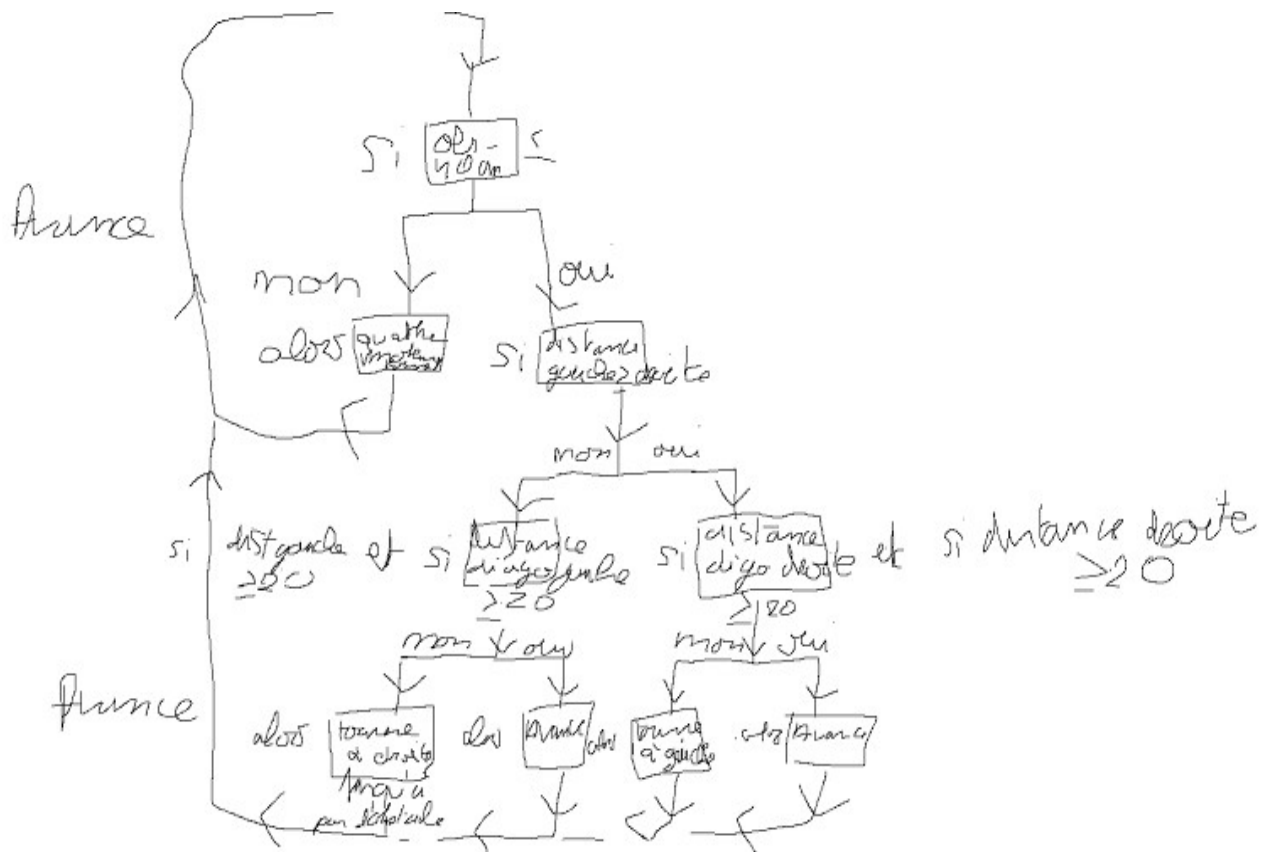 Si
obs
40 cm
≤
Avance
non
oui
alors
quatre
Si
distance
gauche > droite
non
oui
si
dist gauche et
≥20
si
distance
diago gauche
≥20
si
distance
diago droite et
≥20
si distance droite
≥20
non
oui
non
oui
Avance
alors
tourne
à droite
jusqu'à
pas d'obstacle
alors
Avance
alors
tourne
à gauche
alors
Avance